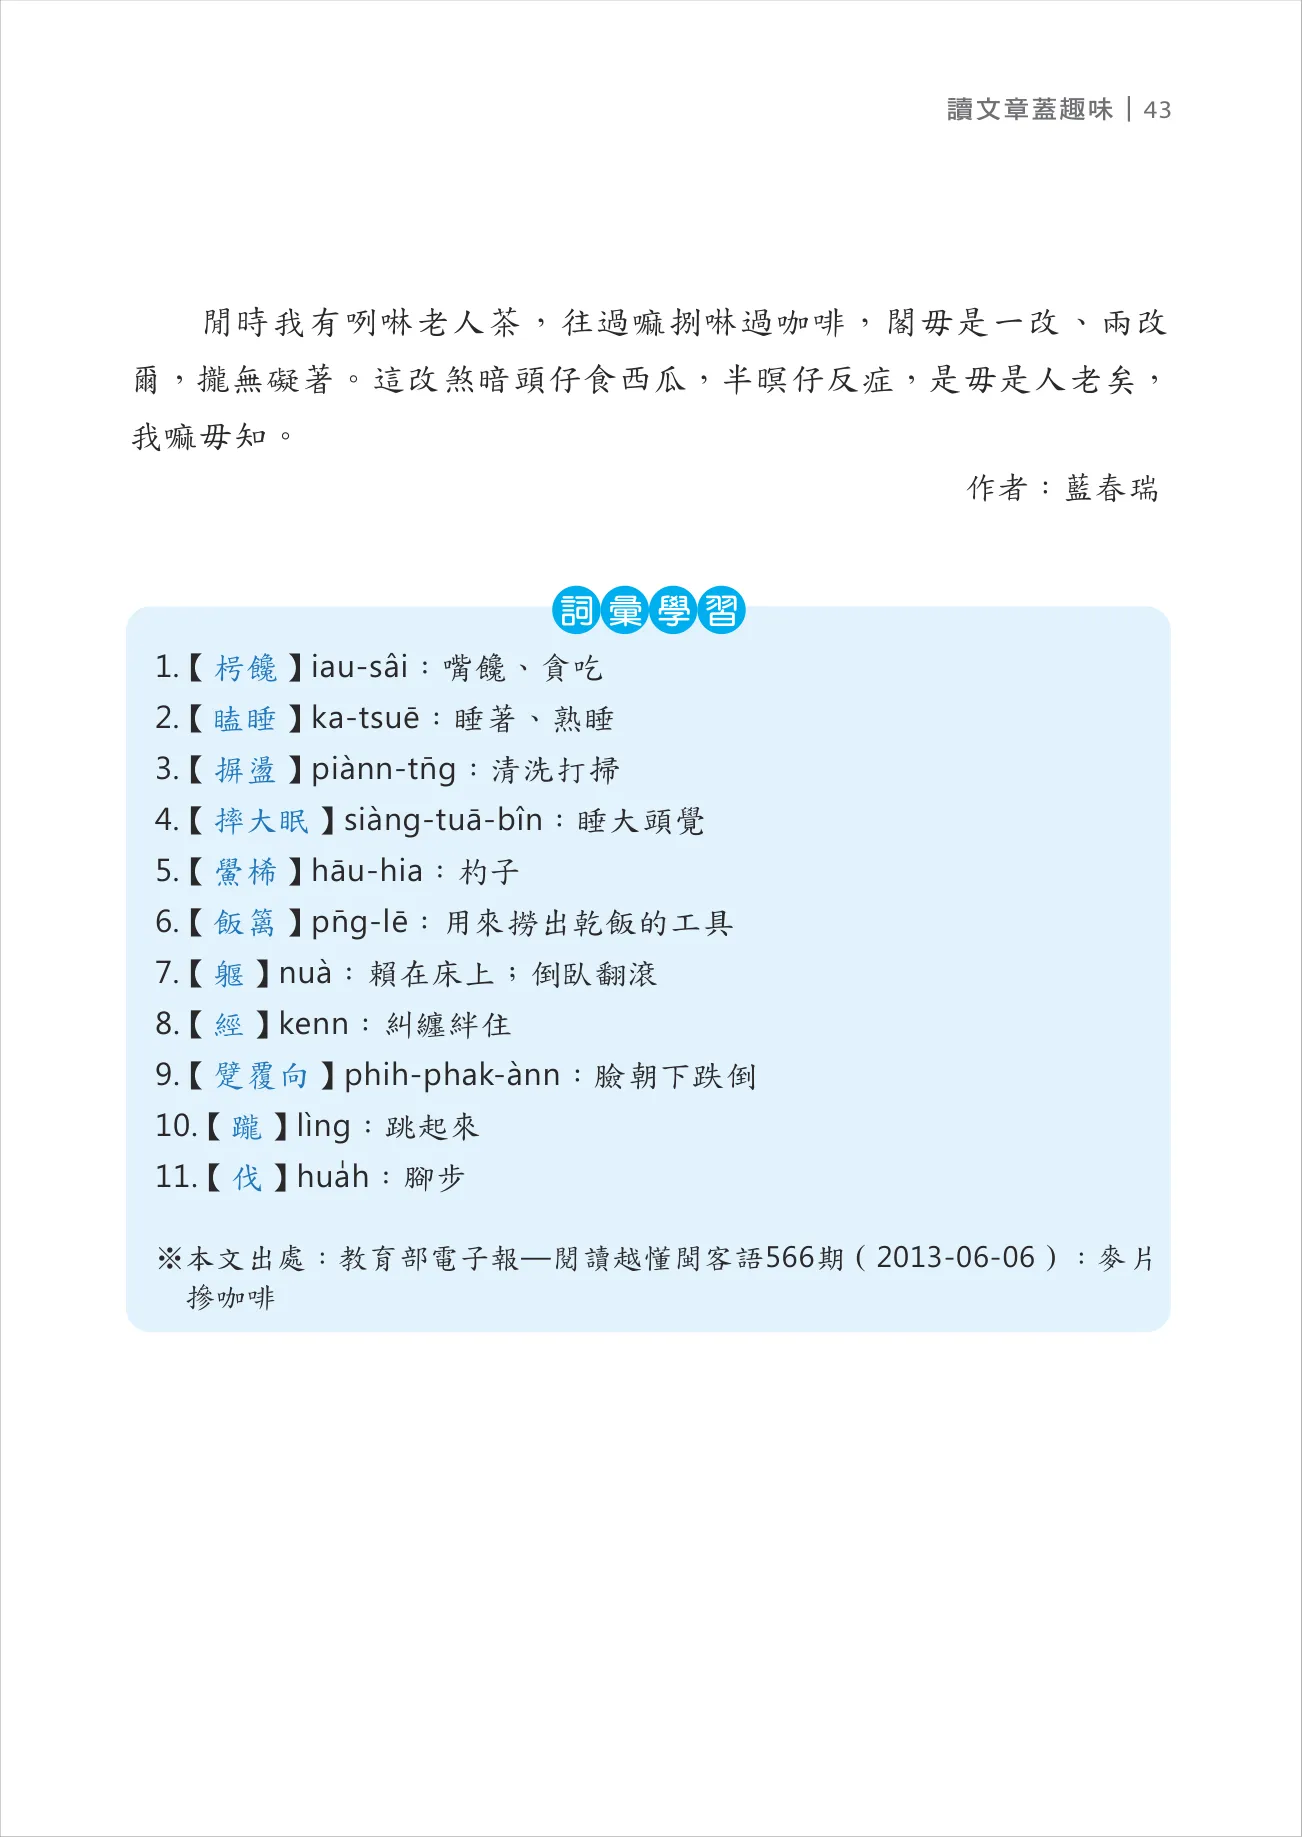 讀文章蓋趣味｜43
閒時我有咧啉老人茶，往過嘛捌啉過咖啡，閣毋是一改、兩改
爾，攏無礙著。這改煞暗頭仔食西瓜，半暝仔反症，是毋是人老矣，
我嘛毋知。
作者：藍春瑞
詞彙學習
1.【枵饞】iau-sâi：嘴饞、貪吃
2.【瞌睡】ka-tsuē：睡著、熟睡
3.【摒盪】piànn-tn̄g：清洗打掃
4.【摔大眠】siàng-tuā-bîn：睡大頭覺
5.【鱟桸】hāu-hia：杓子
6.【飯篱】pn̄g-lē：用來撈出乾飯的工具
7.【躽】nuà：賴在床上；倒臥翻滾
8.【經】kenn：糾纏絆住
9.【躄覆向】phih-phak-ànn：臉朝下跌倒
10.【躘】lìng：跳起來
11.【伐】hua̍h：腳步
※本文出處：教育部電子報—閱讀越懂閩客語566期（2013-06-06）：麥片
摻咖啡